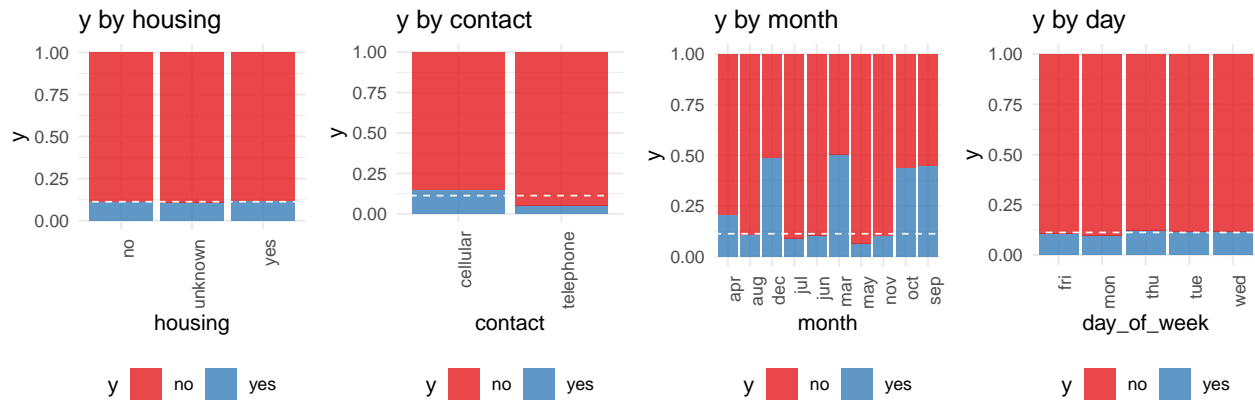 y by housing
1.00
0.75
0.50
0.25
0.00
y
no
unknown
yes
housing
y no yes
y by contact
1.00
0.75
0.50
0.25
0.00
y
cellular
telephone
contact
y no yes
y by month
1.00
0.75
0.50
0.25
0.00
y
apr
aug
dec
jul
jun
mar
may
nov
oct
sep
month
y no yes
y by day
1.00
0.75
0.50
0.25
0.00
y
fri
mon
thu
tue
wed
day_of_week
y no yes